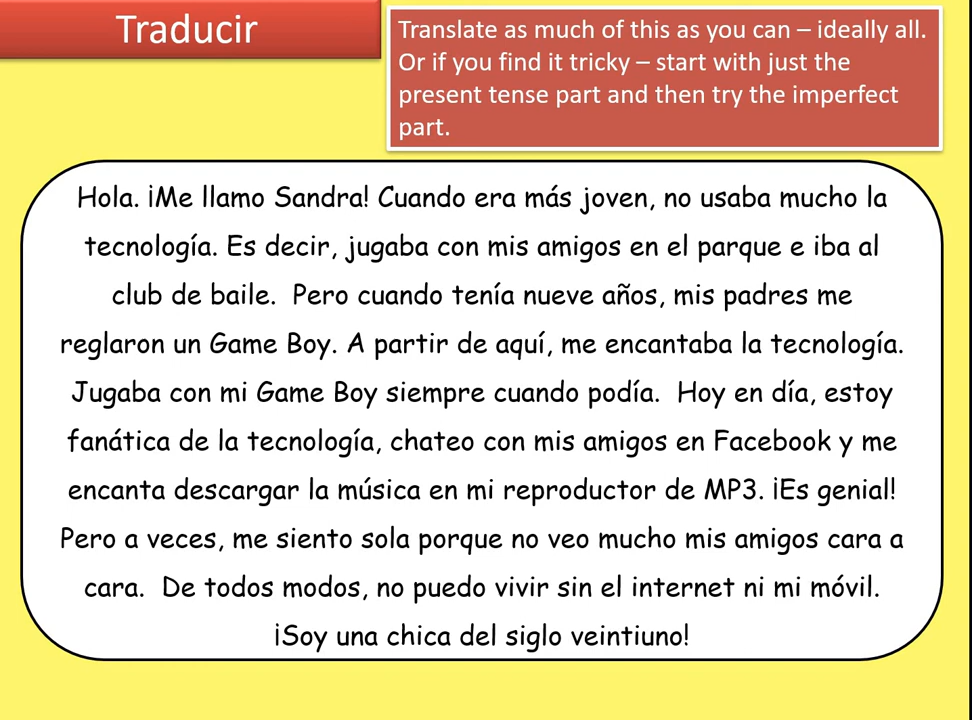 Traducir
Translate as much of this as you can – ideally all.
Or if you find it tricky – start with just the
present tense part and then try the imperfect
part.
Hola. ¡Me llamo Sandra! Cuando era más joven, no usaba mucho la
tecnología. Es decir, jugaba con mis amigos en el parque e iba al
club de baile.  Pero cuando tenía nueve años, mis padres me
reglaron un Game Boy. A partir de aquí, me encantaba la tecnología.
Jugaba con mi Game Boy siempre cuando podía.  Hoy en día, estoy
fanática de la tecnología, chateo con mis amigos en Facebook y me
encanta descargar la música en mi reproductor de MP3. ¡Es genial!
Pero a veces, me siento sola porque no veo mucho mis amigos cara a
cara.  De todos modos, no puedo vivir sin el internet ni mi móvil.
¡Soy una chica del siglo veintiuno!